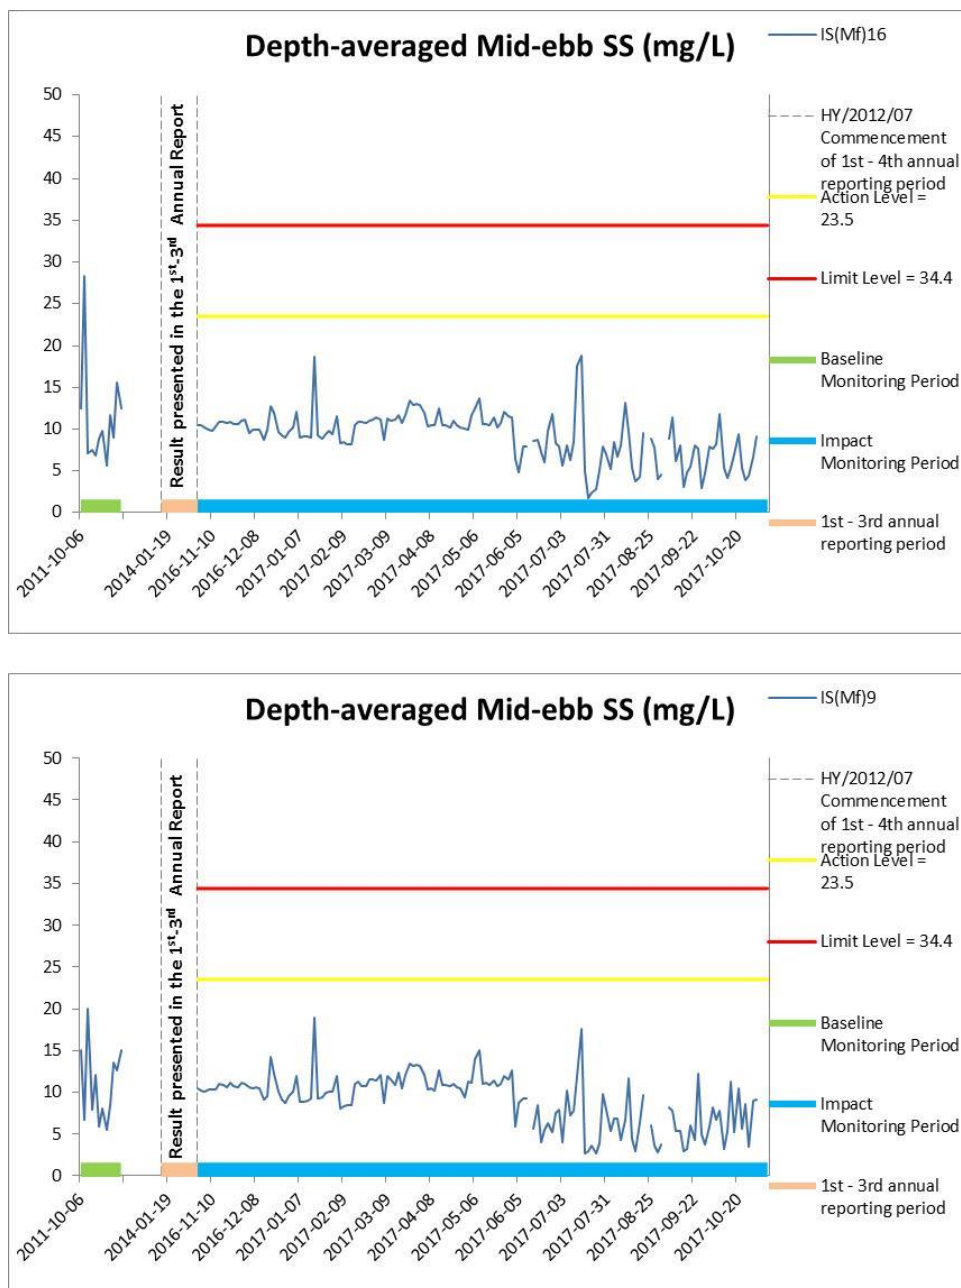 Depth-averaged Mid-ebb SS (mg/L)
IS(Mf)16
HY/2012/07
Commencement
of 1st - 4th annual
reporting period
Action Level =
23.5
Limit Level = 34.4
Baseline
Monitoring Period
Impact
Monitoring Period
1st - 3rd annual
reporting period
50
45
40
35
30
25
20
15
10
5
0
Result presented in the 1st-3rd Annual Report
2011-10-06
2014-01-19
2016-11-10
2016-12-08
2017-01-07
2017-02-09
2017-03-09
2017-04-08
2017-05-06
2017-06-05
2017-07-03
2017-07-31
2017-08-25
2017-09-22
2017-10-20
Depth-averaged Mid-ebb SS (mg/L)
IS(Mf)9
HY/2012/07
Commencement
of 1st - 4th annual
reporting period
Action Level =
23.5
Limit Level = 34.4
Baseline
Monitoring Period
Impact
Monitoring Period
1st - 3rd annual
reporting period
50
45
40
35
30
25
20
15
10
5
0
Result presented in the 1st-3rd Annual Report
2011-10-06
2014-01-19
2016-11-10
2016-12-08
2017-01-07
2017-02-09
2017-03-09
2017-04-08
2017-05-06
2017-06-05
2017-07-03
2017-07-31
2017-08-25
2017-09-22
2017-10-20